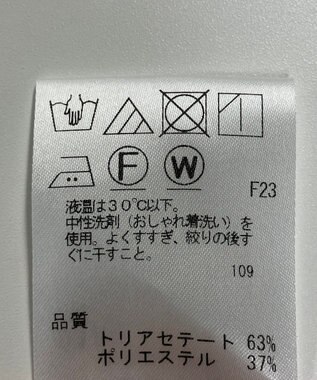 F W
F23
液温は30℃以下。
中性洗剤（おしゃれ着洗い）を
使用。よくすすぎ、絞りの後す
ぐに干すこと。
109
品質
トリアセテート 63%
ポリエステル 37%